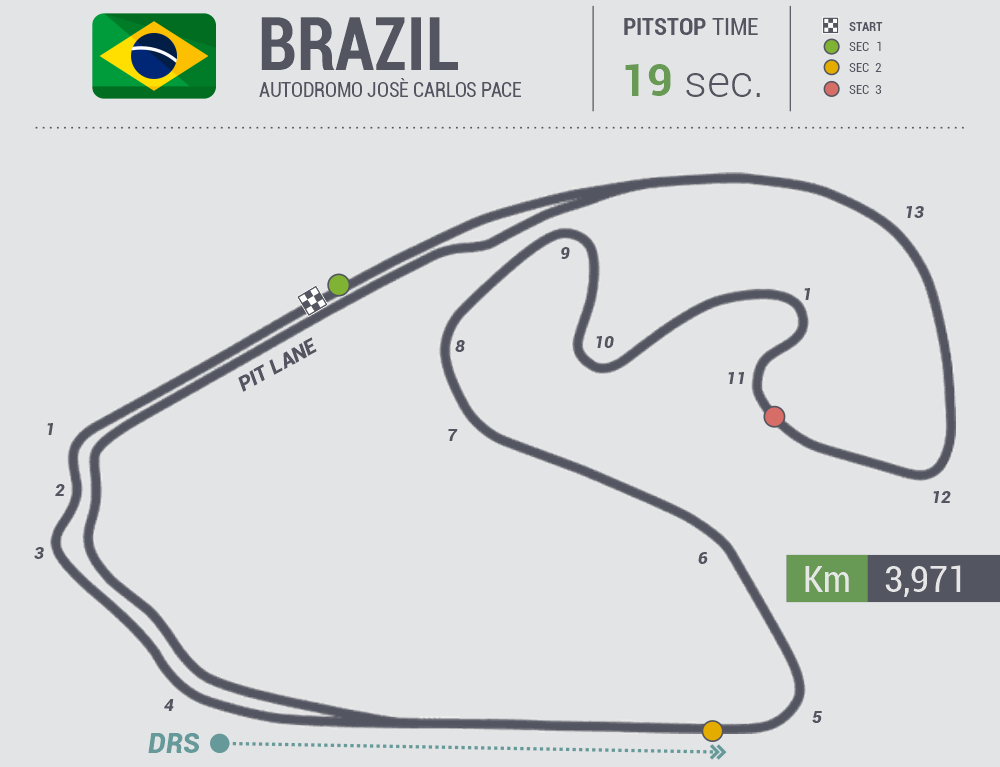 BRAZIL
AUTODROMO JOSÈ CARLOS PACE
PITSTOP TIME
19 sec.
START
SEC 1
SEC 2
SEC 3
13
9
1
10
8
11
PIT LANE
1
7
2
12
3
6
Km 3,971
4
5
DRS